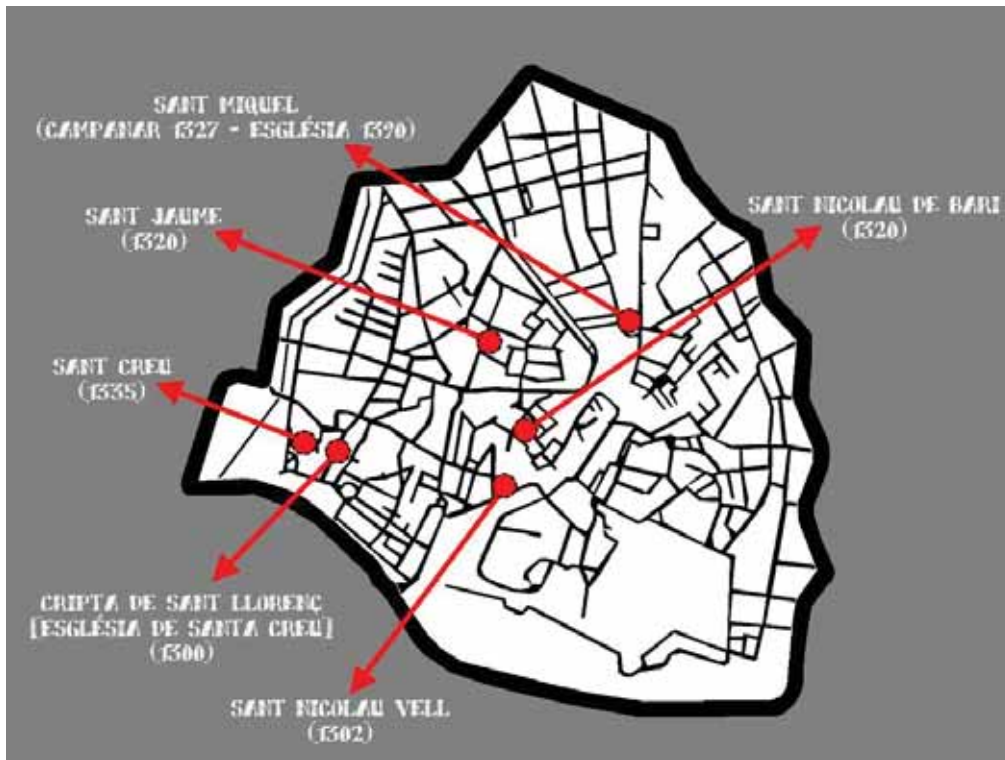 SANT MIQUEL
(CAMPANAR 1327 - ESGLÉSIA 1390)
SANT JAUME
(1320)
SANT NICOLAU DE BARI
(1320)
SANT CREU
(1335)
CRIPTA DE SANT LLORENÇ
[ESGLÉSIA DE SANTA CREU]
(1300)
SANT NICOLAU VELL
(1302)